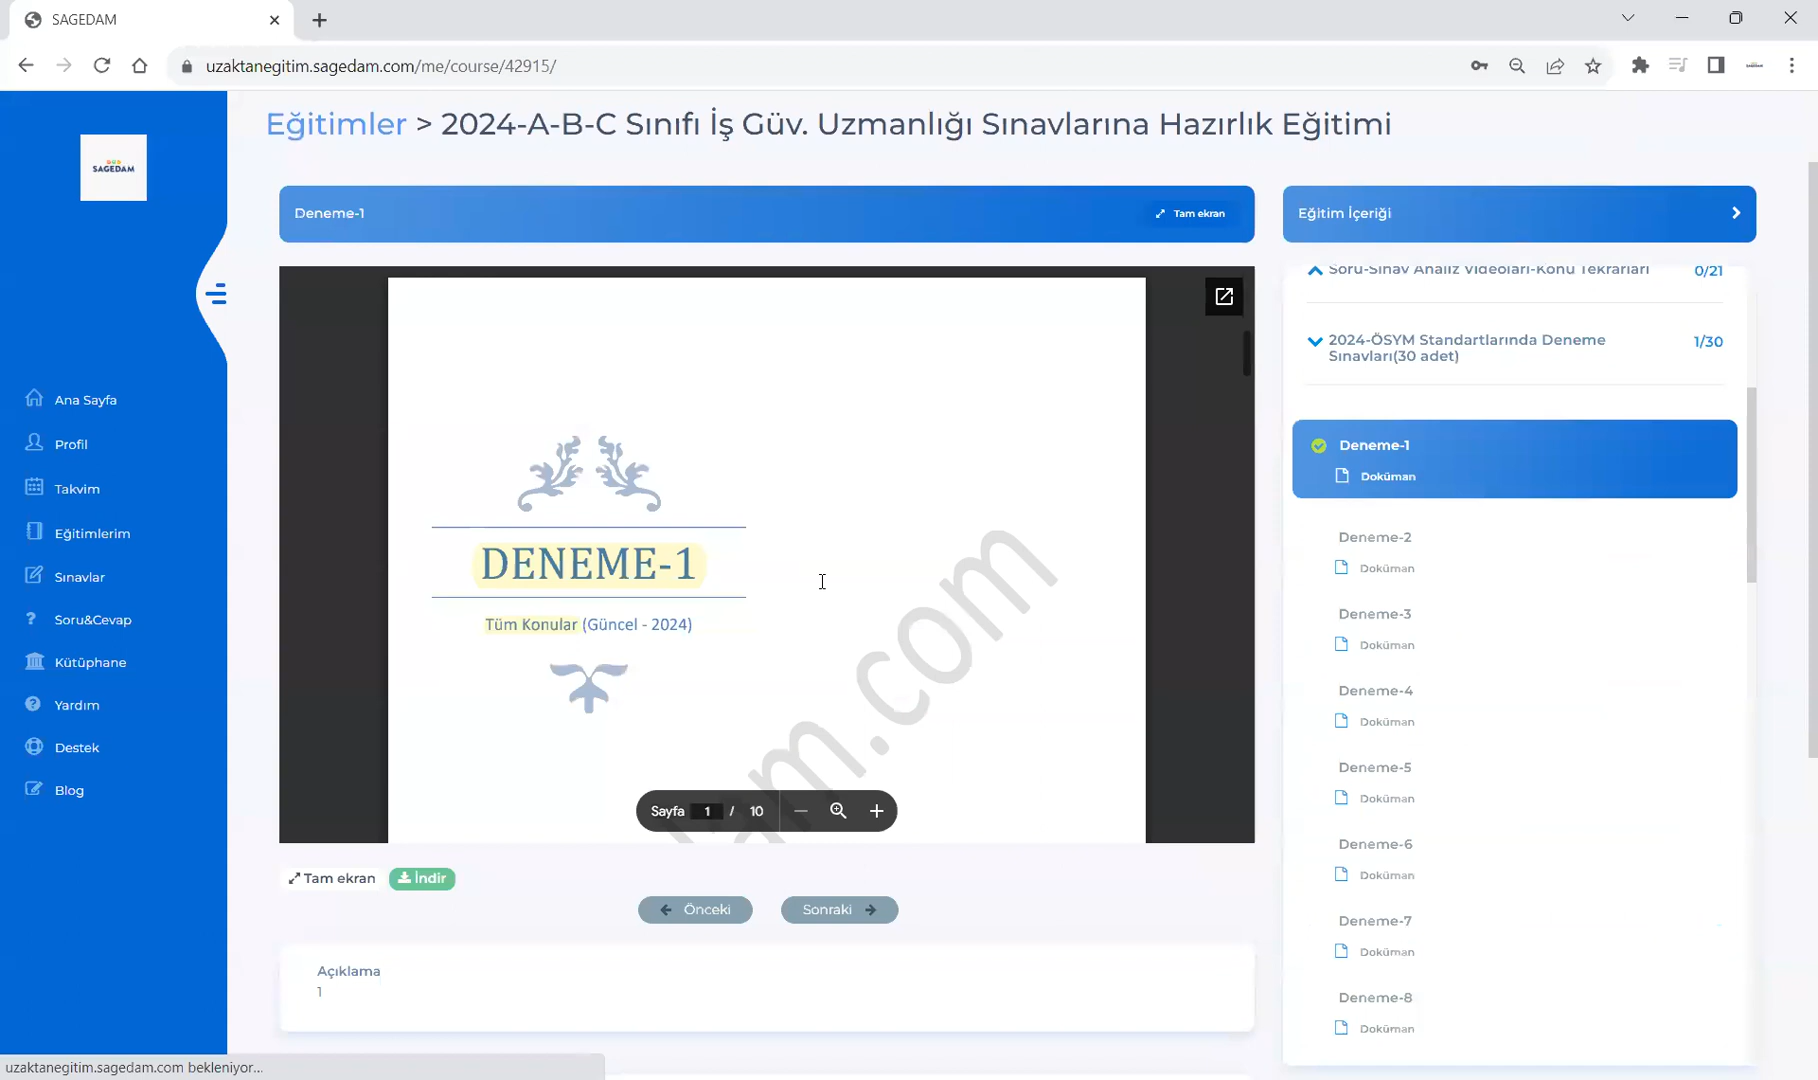 SAGEDAM
uzaktanegitim.sagedam.com/me/course/42915/
SAGEDAM
Ana Sayfa
Profil
Takvim
Eğitimlerim
Sınavlar
Soru&Cevap
Kütüphane
Yardım
Destek
Blog
Eğitimler > 2024-A-B-C Sınıfı İş Güv. Uzmanlığı Sınavlarına Hazırlık Eğitimi
Deneme-1
Tam ekran
DENEME-1
Tüm Konular (Güncel - 2024)
am.com
Sayfa 1 / 10
Tam ekran
İndir
Önceki
Sonraki
Açıklama
1
Eğitim İçeriği
Soru-Sınav Analiz Videoları-Konu Tekrarları 0/21
2024-ÖSYM Standartlarında Deneme 1/30
Sınavları(30 adet)
Deneme-1
Doküman
Deneme-2
Doküman
Deneme-3
Doküman
Deneme-4
Doküman
Deneme-5
Doküman
Deneme-6
Doküman
Deneme-7
Doküman
Deneme-8
Doküman
uzaktanegitim.sagedam.com bekleniyor...